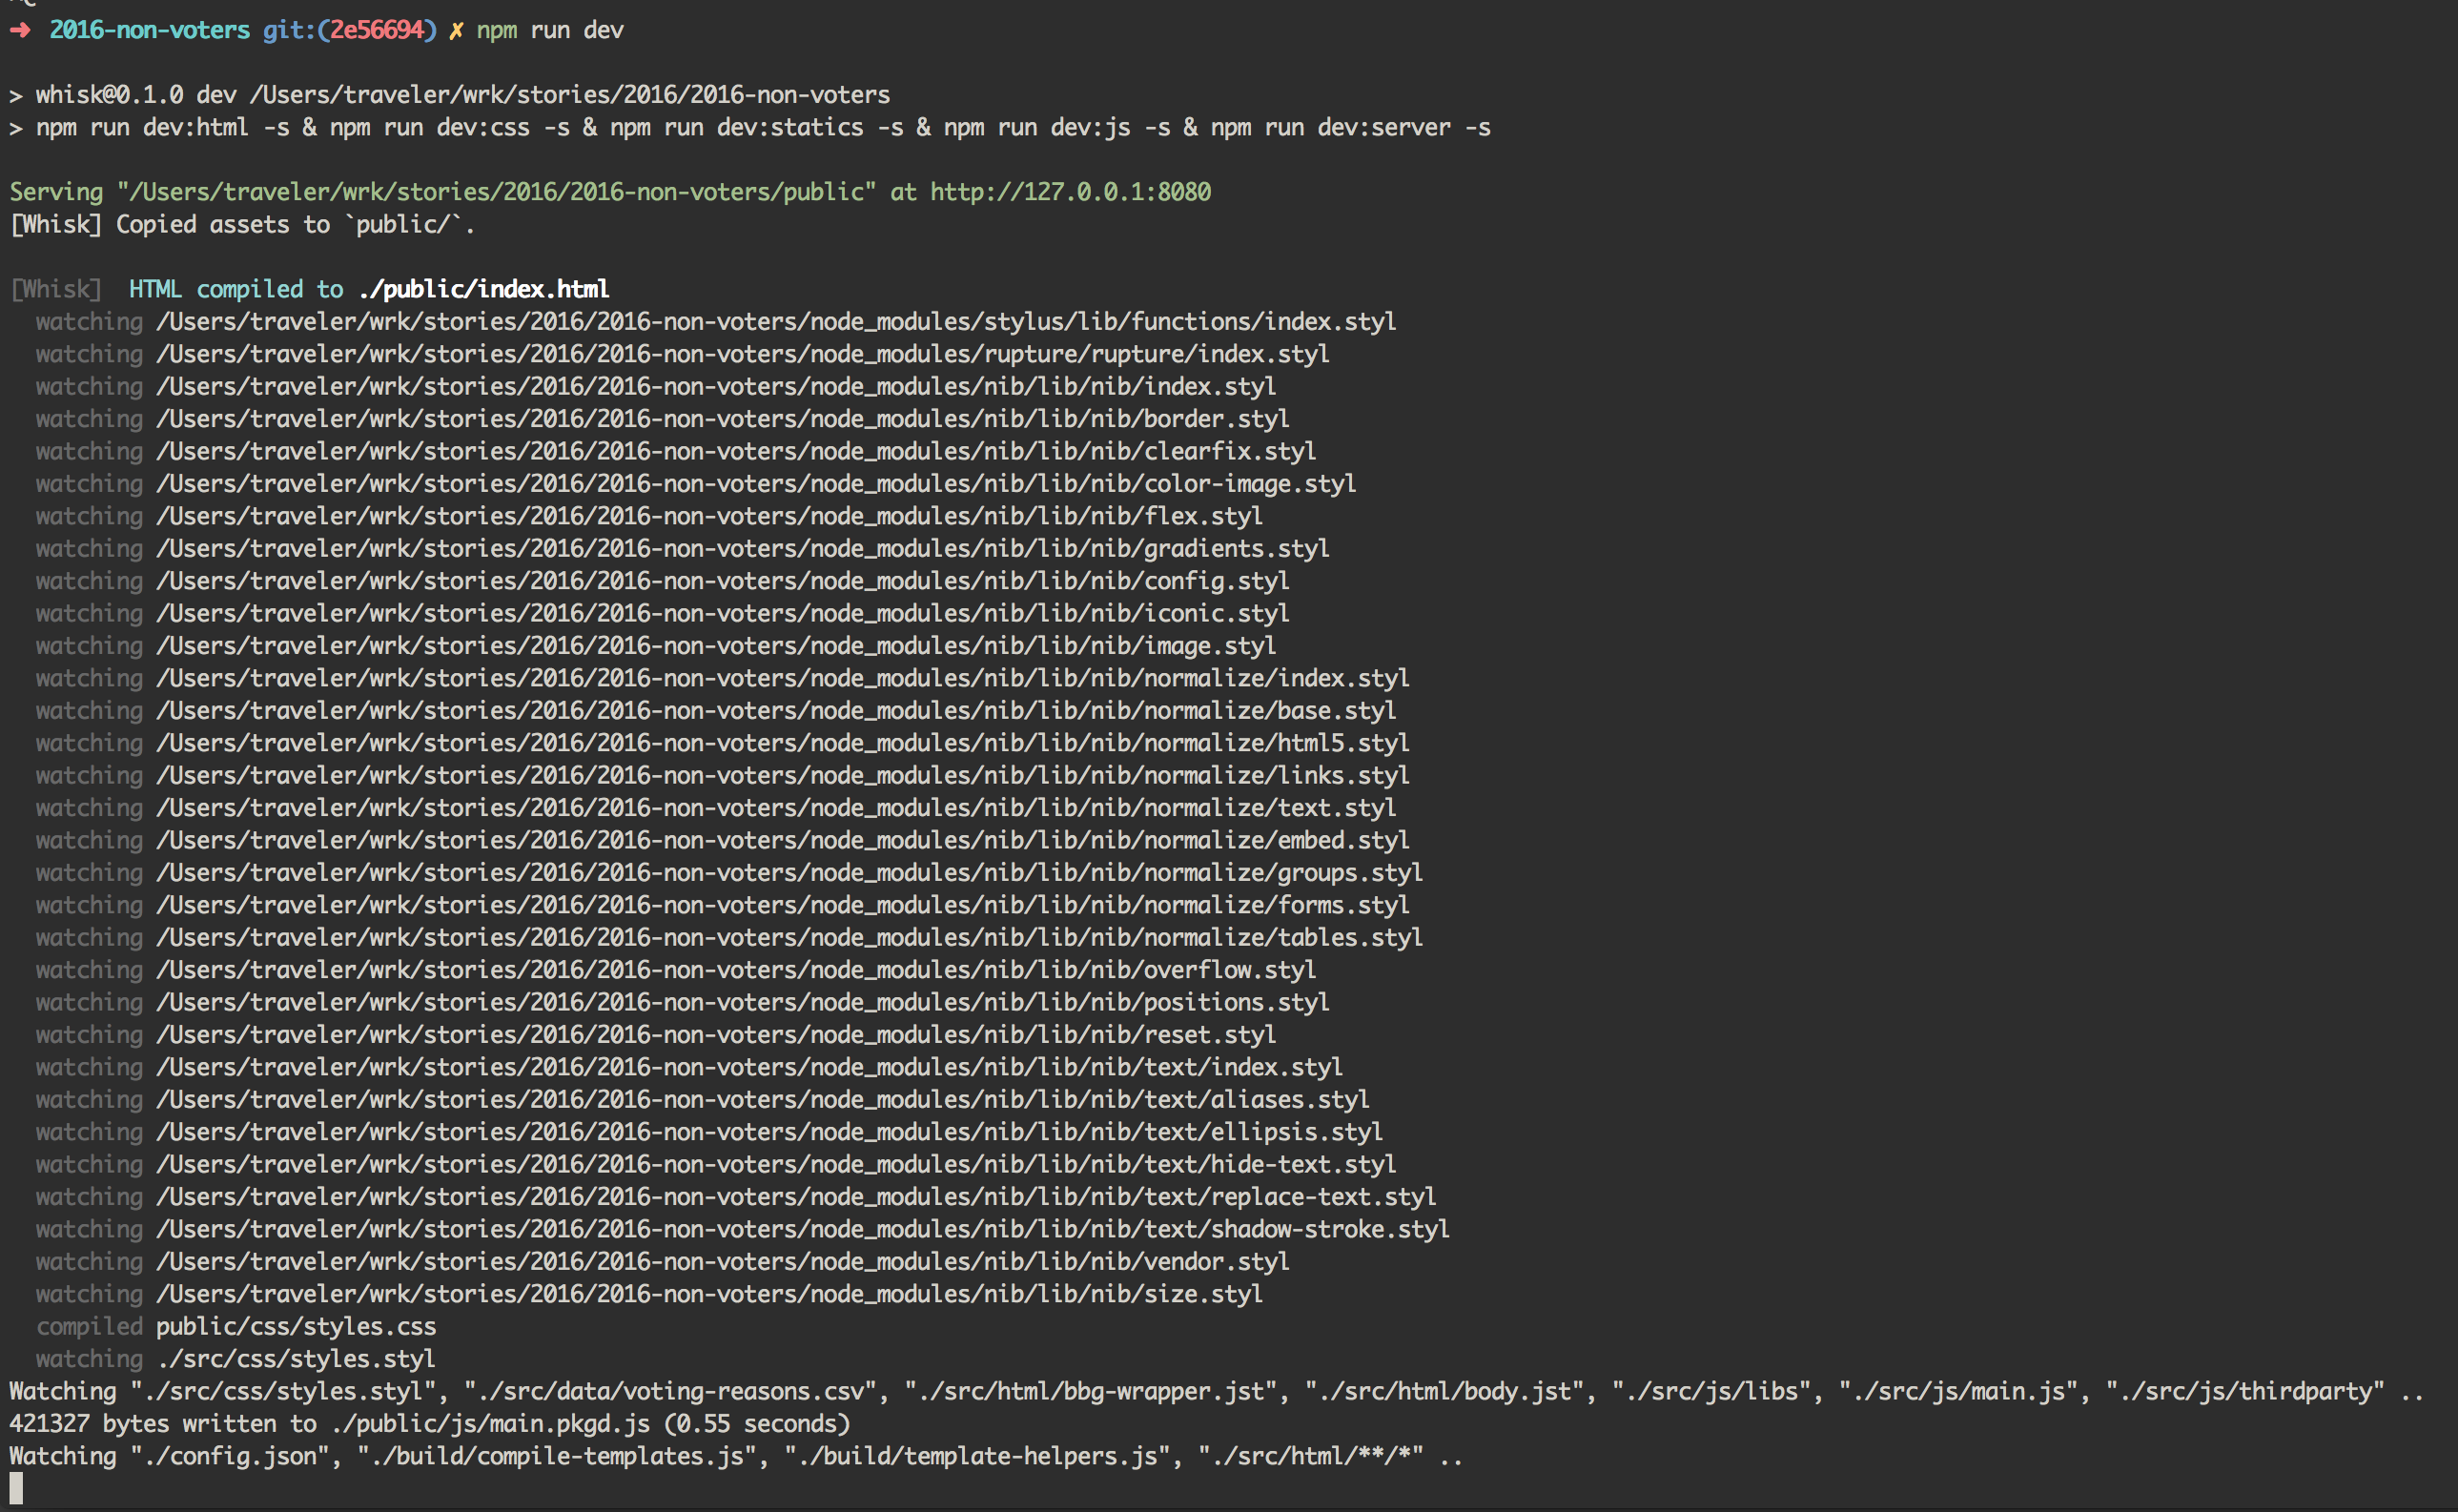 ^C
➜ 2016-non-voters git:(2e56694) ✗ npm run dev
> whisk@0.1.0 dev /Users/traveler/wrk/stories/2016/2016-non-voters
> npm run dev:html -s & npm run dev:css -s & npm run dev:statics -s & npm run dev:js -s & npm run dev:server -s
Serving "/Users/traveler/wrk/stories/2016/2016-non-voters/public" at http://127.0.0.1:8080
[Whisk] Copied assets to `public/`.
[Whisk] HTML compiled to ./public/index.html
watching /Users/traveler/wrk/stories/2016/2016-non-voters/node_modules/stylus/lib/functions/index.styl
watching /Users/traveler/wrk/stories/2016/2016-non-voters/node_modules/rupture/rupture/index.styl
watching /Users/traveler/wrk/stories/2016/2016-non-voters/node_modules/nib/lib/nib/index.styl
watching /Users/traveler/wrk/stories/2016/2016-non-voters/node_modules/nib/lib/nib/border.styl
watching /Users/traveler/wrk/stories/2016/2016-non-voters/node_modules/nib/lib/nib/clearfix.styl
watching /Users/traveler/wrk/stories/2016/2016-non-voters/node_modules/nib/lib/nib/color-image.styl
watching /Users/traveler/wrk/stories/2016/2016-non-voters/node_modules/nib/lib/nib/flex.styl
watching /Users/traveler/wrk/stories/2016/2016-non-voters/node_modules/nib/lib/nib/gradients.styl
watching /Users/traveler/wrk/stories/2016/2016-non-voters/node_modules/nib/lib/nib/config.styl
watching /Users/traveler/wrk/stories/2016/2016-non-voters/node_modules/nib/lib/nib/iconic.styl
watching /Users/traveler/wrk/stories/2016/2016-non-voters/node_modules/nib/lib/nib/image.styl
watching /Users/traveler/wrk/stories/2016/2016-non-voters/node_modules/nib/lib/nib/normalize/index.styl
watching /Users/traveler/wrk/stories/2016/2016-non-voters/node_modules/nib/lib/nib/normalize/base.styl
watching /Users/traveler/wrk/stories/2016/2016-non-voters/node_modules/nib/lib/nib/normalize/html5.styl
watching /Users/traveler/wrk/stories/2016/2016-non-voters/node_modules/nib/lib/nib/normalize/links.styl
watching /Users/traveler/wrk/stories/2016/2016-non-voters/node_modules/nib/lib/nib/normalize/text.styl
watching /Users/traveler/wrk/stories/2016/2016-non-voters/node_modules/nib/lib/nib/normalize/embed.styl
watching /Users/traveler/wrk/stories/2016/2016-non-voters/node_modules/nib/lib/nib/normalize/groups.styl
watching /Users/traveler/wrk/stories/2016/2016-non-voters/node_modules/nib/lib/nib/normalize/forms.styl
watching /Users/traveler/wrk/stories/2016/2016-non-voters/node_modules/nib/lib/nib/normalize/tables.styl
watching /Users/traveler/wrk/stories/2016/2016-non-voters/node_modules/nib/lib/nib/overflow.styl
watching /Users/traveler/wrk/stories/2016/2016-non-voters/node_modules/nib/lib/nib/positions.styl
watching /Users/traveler/wrk/stories/2016/2016-non-voters/node_modules/nib/lib/nib/reset.styl
watching /Users/traveler/wrk/stories/2016/2016-non-voters/node_modules/nib/lib/nib/text/index.styl
watching /Users/traveler/wrk/stories/2016/2016-non-voters/node_modules/nib/lib/nib/text/aliases.styl
watching /Users/traveler/wrk/stories/2016/2016-non-voters/node_modules/nib/lib/nib/text/ellipsis.styl
watching /Users/traveler/wrk/stories/2016/2016-non-voters/node_modules/nib/lib/nib/text/hide-text.styl
watching /Users/traveler/wrk/stories/2016/2016-non-voters/node_modules/nib/lib/nib/text/replace-text.styl
watching /Users/traveler/wrk/stories/2016/2016-non-voters/node_modules/nib/lib/nib/text/shadow-stroke.styl
watching /Users/traveler/wrk/stories/2016/2016-non-voters/node_modules/nib/lib/nib/vendor.styl
watching /Users/traveler/wrk/stories/2016/2016-non-voters/node_modules/nib/lib/nib/size.styl
compiled public/css/styles.css
watching ./src/css/styles.styl
Watching "./src/css/styles.styl", "./src/data/voting-reasons.csv", "./src/html/bbg-wrapper.jst", "./src/html/body.jst", "./src/js/libs", "./src/js/main.js", "./src/js/thirdparty" ..
421327 bytes written to ./public/js/main.pkgd.js (0.55 seconds)
Watching "./config.json", "./build/compile-templates.js", "./build/template-helpers.js", "./src/html/**/*" ..